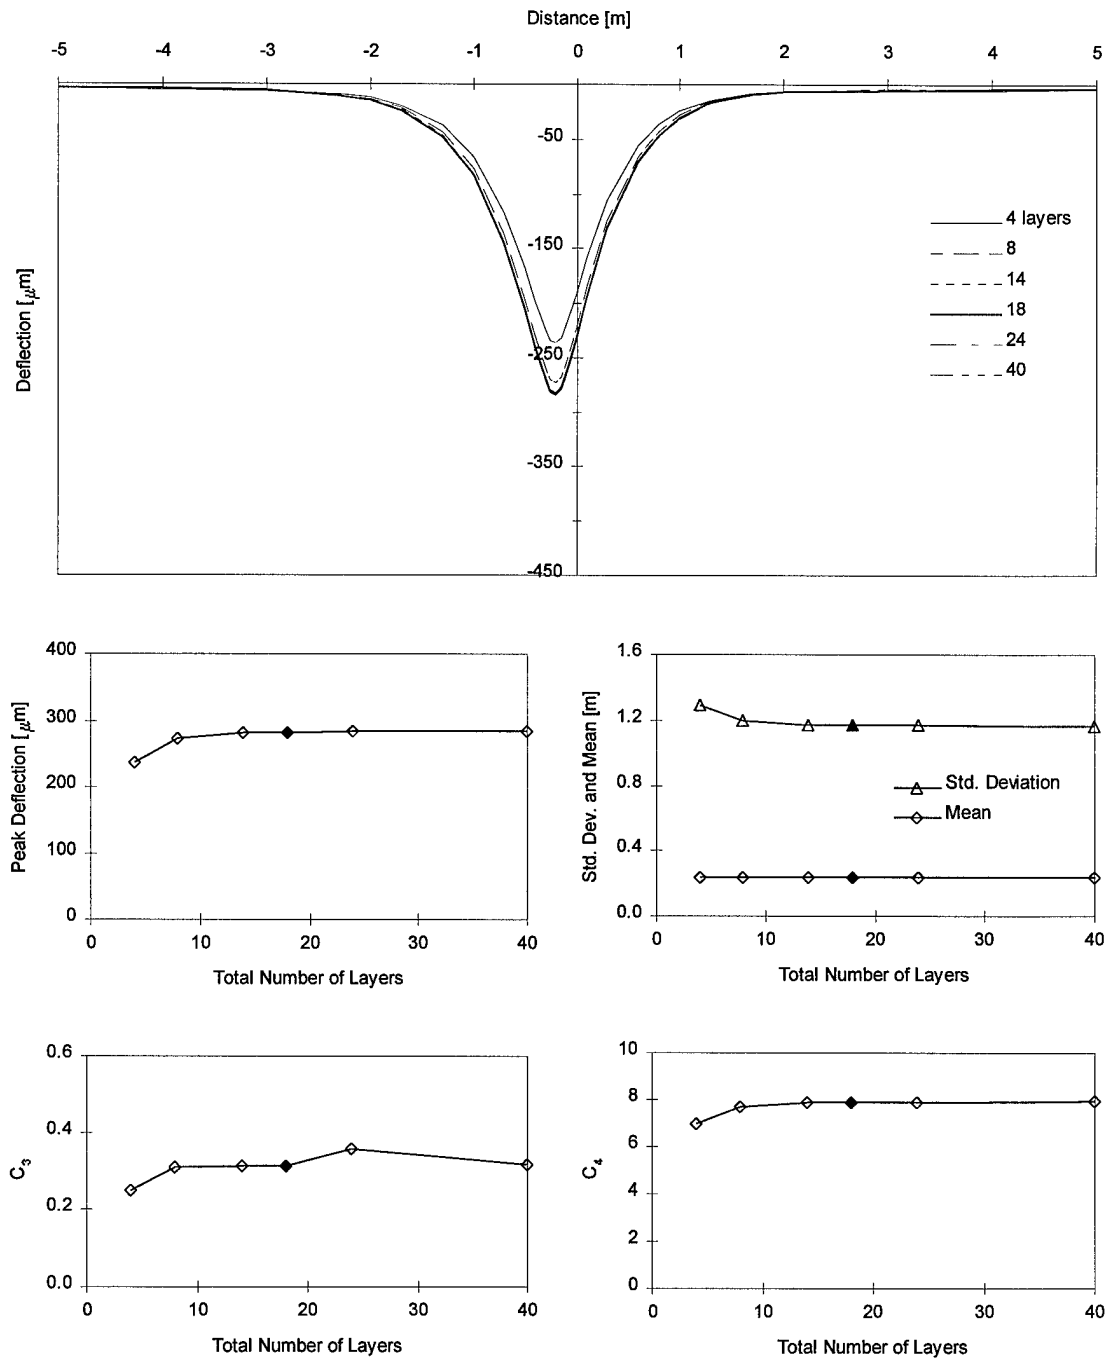 Distance [m]
-5 -4 -3 -2 -1 0 1 2 3 4 5
-50
-150
-250
-350
-450
Deflection [μm]
4 layers
8
14
18
24
40
400
300
200
100
0
Peak Deflection [μm]
0 10 20 30 40
Total Number of Layers
1.6
1.2
0.8
0.4
0.0
Std. Dev. and Mean [m]
Std. Deviation
Mean
0 10 20 30 40
Total Number of Layers
0.6
0.4
0.2
0.0
C₃
0 10 20 30 40
Total Number of Layers
10
8
6
4
2
0
C₄
0 10 20 30 40
Total Number of Layers